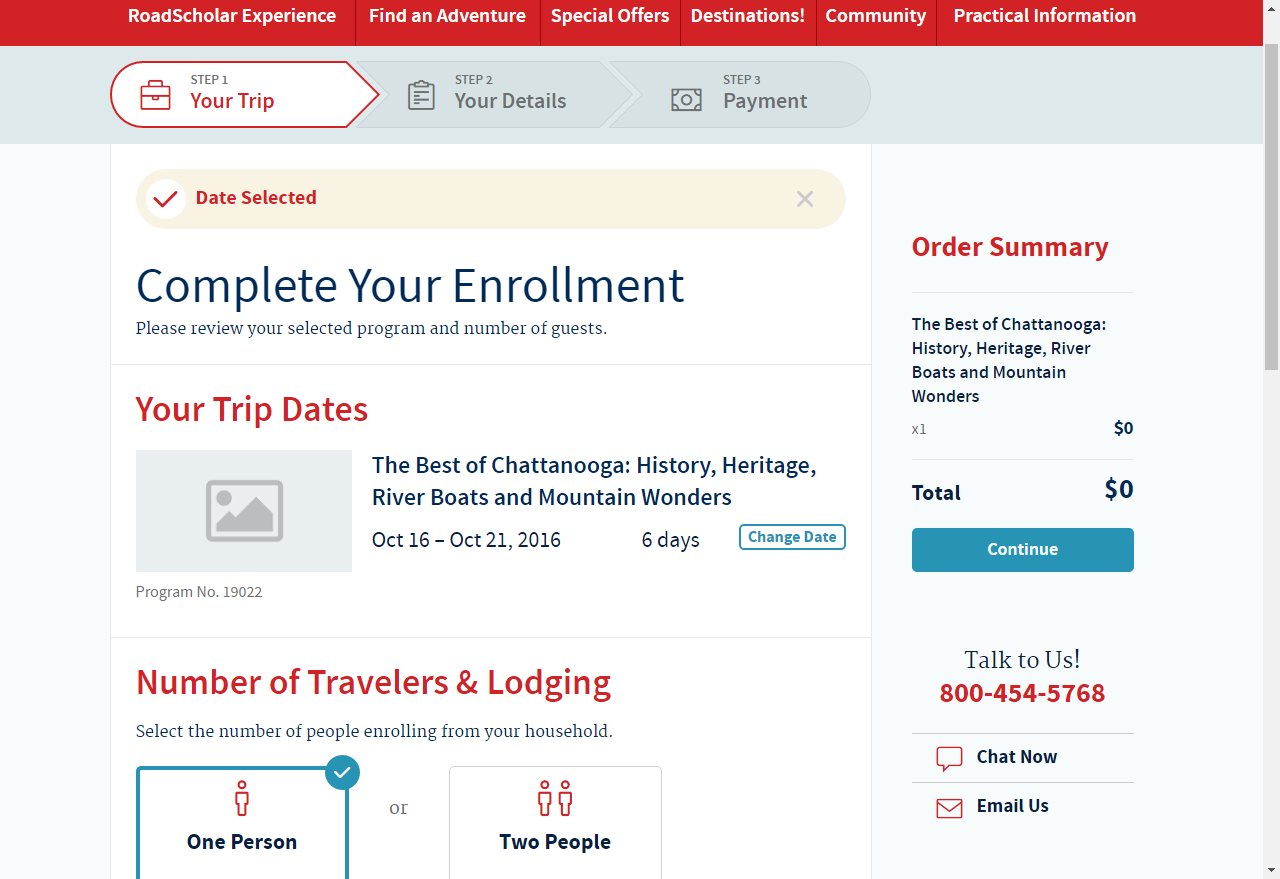 RoadScholar Experience
Find an Adventure
Special Offers
Destinations!
Community
Practical Information
STEP 1
Your Trip
STEP 2
Your Details
STEP 3
Payment
Date Selected
Complete Your Enrollment
Please review your selected program and number of guests.
Your Trip Dates
The Best of Chattanooga: History, Heritage,
River Boats and Mountain Wonders
Oct 16 – Oct 21, 2016
6 days
Change Date
Program No. 19022
Number of Travelers & Lodging
Select the number of people enrolling from your household.
One Person
or
Two People
Order Summary
The Best of Chattanooga:
History, Heritage, River
Boats and Mountain
Wonders
x1
$0
Total
$0
Continue
Talk to Us!
800-454-5768
Chat Now
Email Us